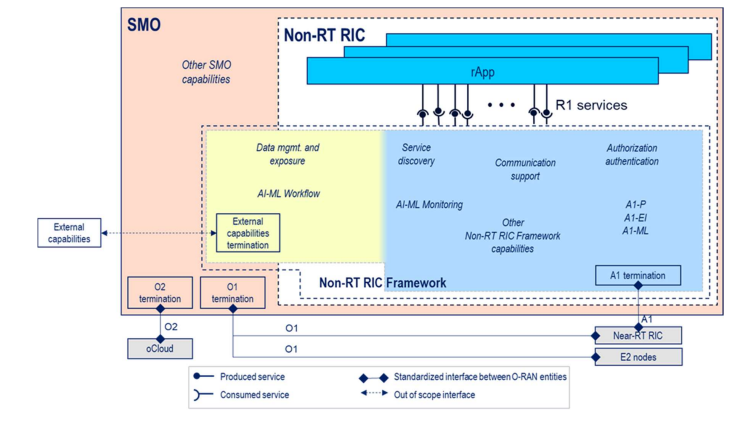 SMO
Non-RT RIC
Other SMO
capabilities
rApp
R1 services
Data mgmt. and
exposure
Service
discovery
Communication
support
Authorization
authentication
AI-ML Workflow
AI-ML Monitoring
A1-P
A1-EI
A1-ML
External
capabilities
External
capabilities
termination
Other
Non-RT RIC Framework
capabilities
Non-RT RIC Framework
A1 termination
O2
termination
O1
termination
O2
O1
A1
oCloud
Near-RT RIC
O1
E2 nodes
Produced service
Standardized interface between O-RAN entities
Consumed service
Out of scope interface